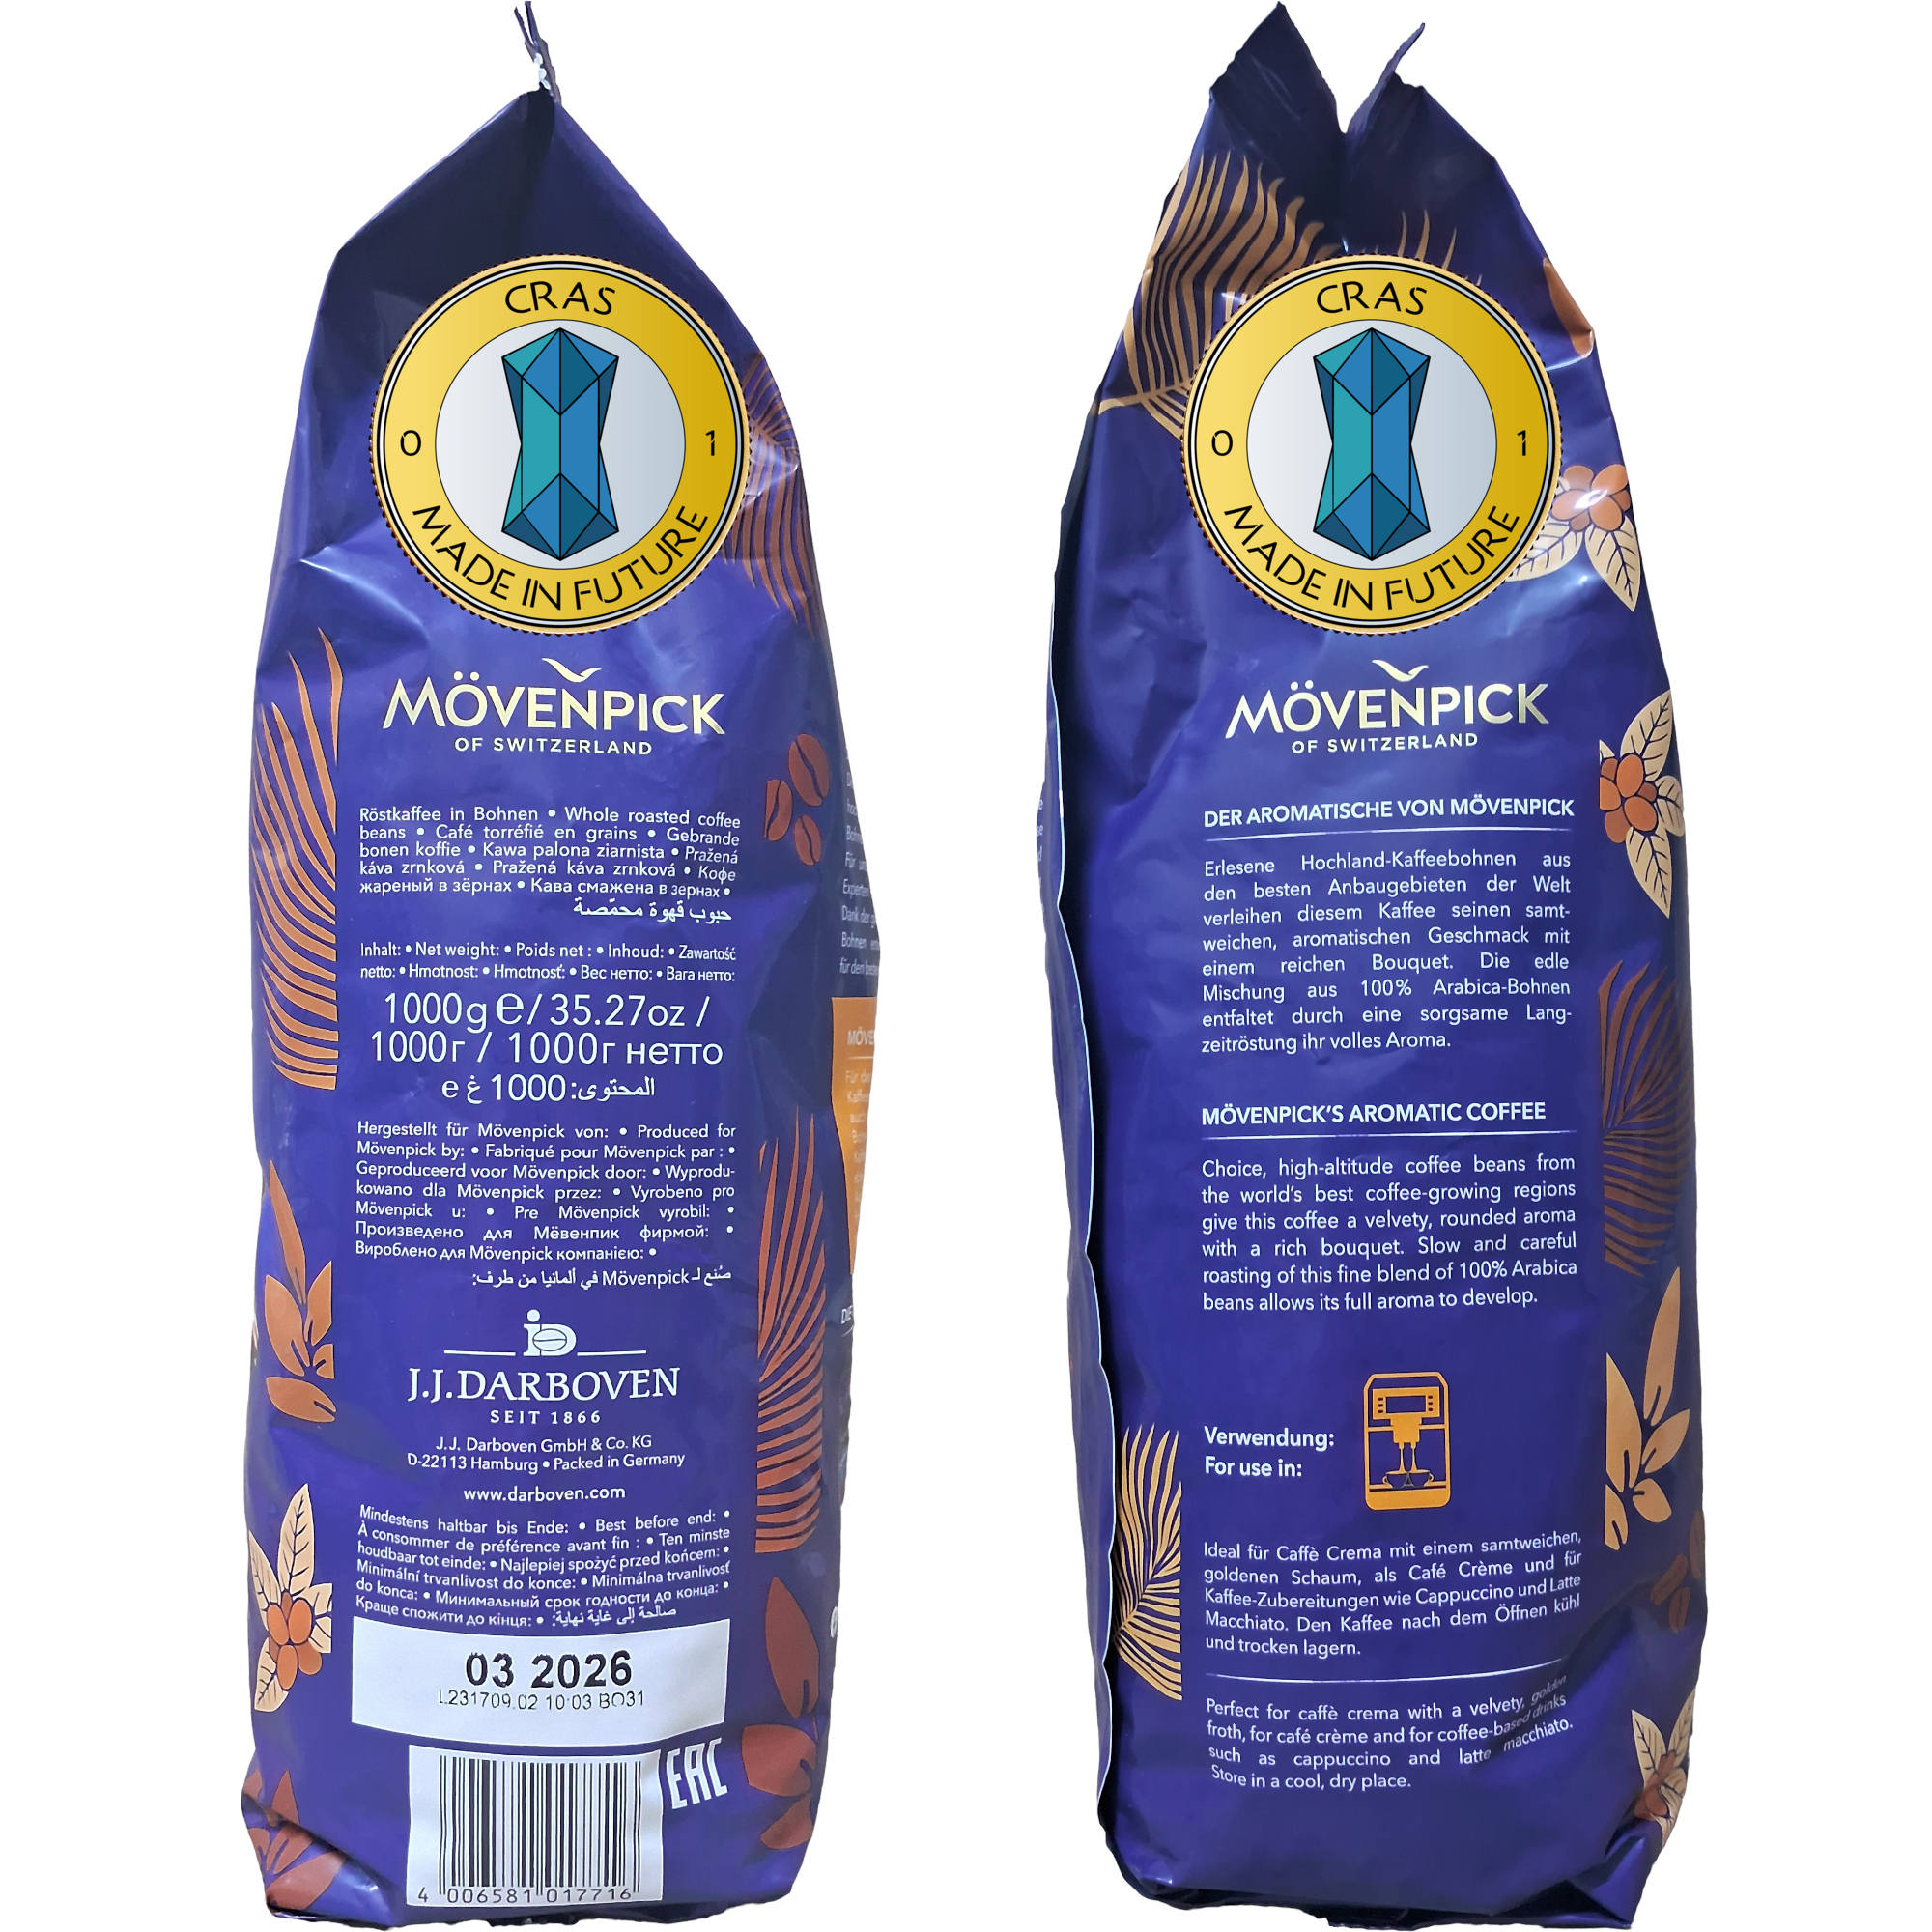 CRAS
0 1
MADE IN FUTURE
MÖVENPICK
OF SWITZERLAND
Röstkaffee in Bohnen • Whole roasted coffee
beans • Café torréfié en grains • Gebrande
bonen koffie • Kawa palona ziarnista • Pražená
káva zrnková • Pražená káva zrnková • Кофе
жареный в зёрнах • Кава смажена в зернах •
حبوب قهوة محمّصة
Inhalt: • Net weight: • Poids net : • Inhoud: • Zawartość
netto: • Hmotnost: • Hmotnosť: • Вес нетто: • Вага нетто:
1000g e / 35.27oz /
1000г / 1000г нетто
المحتوى: 1000 غ e
Hergestellt für Mövenpick von: • Produced for
Mövenpick by: • Fabriqué pour Mövenpick par : •
Geproduceerd voor Mövenpick door: • Wyprodu-
kowano dla Mövenpick przez: • Vyrobeno pro
Mövenpick u: • Pre Mövenpick vyrobil: •
Произведено для Мёвенпик фирмой: •
Вироблено для Mövenpick компанією: •
صُنع لـ Mövenpick في ألمانيا من طرف:
J.J.DARBOVEN
SEIT 1866
J.J. Darboven GmbH & Co. KG
D-22113 Hamburg • Packed in Germany
www.darboven.com
Mindestens haltbar bis Ende: • Best before end: •
À consommer de préférence avant fin : • Ten minste
houdbaar tot einde: • Najlepiej spożyć przed końcem: •
Minimální trvanlivost do konce: • Minimálna trvanlivosť
do konca: • Минимальный срок годности до конца: •
Краще спожити до кінця: • صالحة إلى غاية نهاية:
03 2026
L231709.02 10:03 BO31
EAC
4 006581 017716
CRAS
0 1
MADE IN FUTURE
MÖVENPICK
OF SWITZERLAND
DER AROMATISCHE VON MÖVENPICK
Erlesene Hochland-Kaffeebohnen aus
den besten Anbaugebieten der Welt
verleihen diesem Kaffee seinen samt-
weichen, aromatischen Geschmack mit
einem reichen Bouquet. Die edle
Mischung aus 100% Arabica-Bohnen
entfaltet durch eine sorgsame Lang-
zeitröstung ihr volles Aroma.
MÖVENPICK'S AROMATIC COFFEE
Choice, high-altitude coffee beans from
the world's best coffee-growing regions
give this coffee a velvety, rounded aroma
with a rich bouquet. Slow and careful
roasting of this fine blend of 100% Arabica
beans allows its full aroma to develop.
Verwendung:
For use in:
Ideal für Caffè Crema mit einem samtweichen,
goldenen Schaum, als Café Crème und für
Kaffee-Zubereitungen wie Cappuccino und Latte
Macchiato. Den Kaffee nach dem Öffnen kühl
und trocken lagern.
Perfect for caffè crema with a velvety, golden
froth, for café crème and for coffee-based drinks
such as cappuccino and latte macchiato.
Store in a cool, dry place.